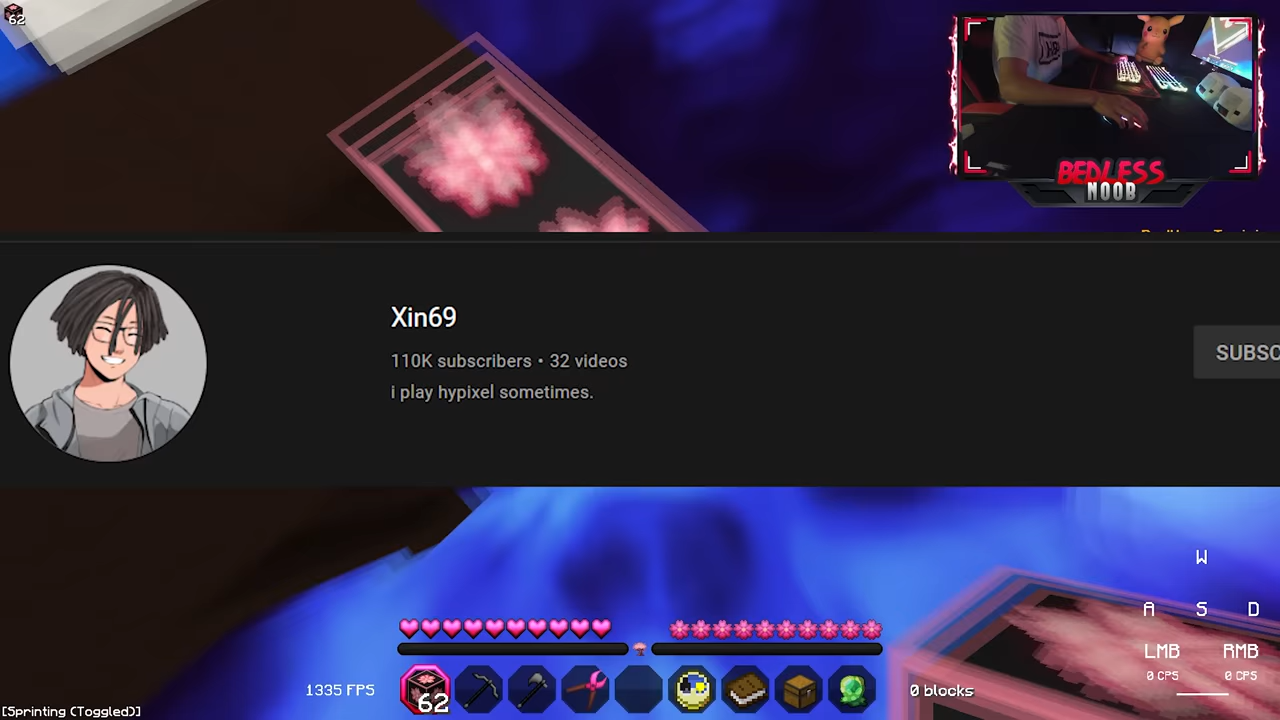 62
BEDLESS
NOOB
Xin69
110K subscribers • 32 videos
SUBSC
i play hypixel sometimes.
W
A S D
LMB RMB
0 CPS 0 CPS
1335 FPS
62
0 blocks
[Sprinting (Toggled)]